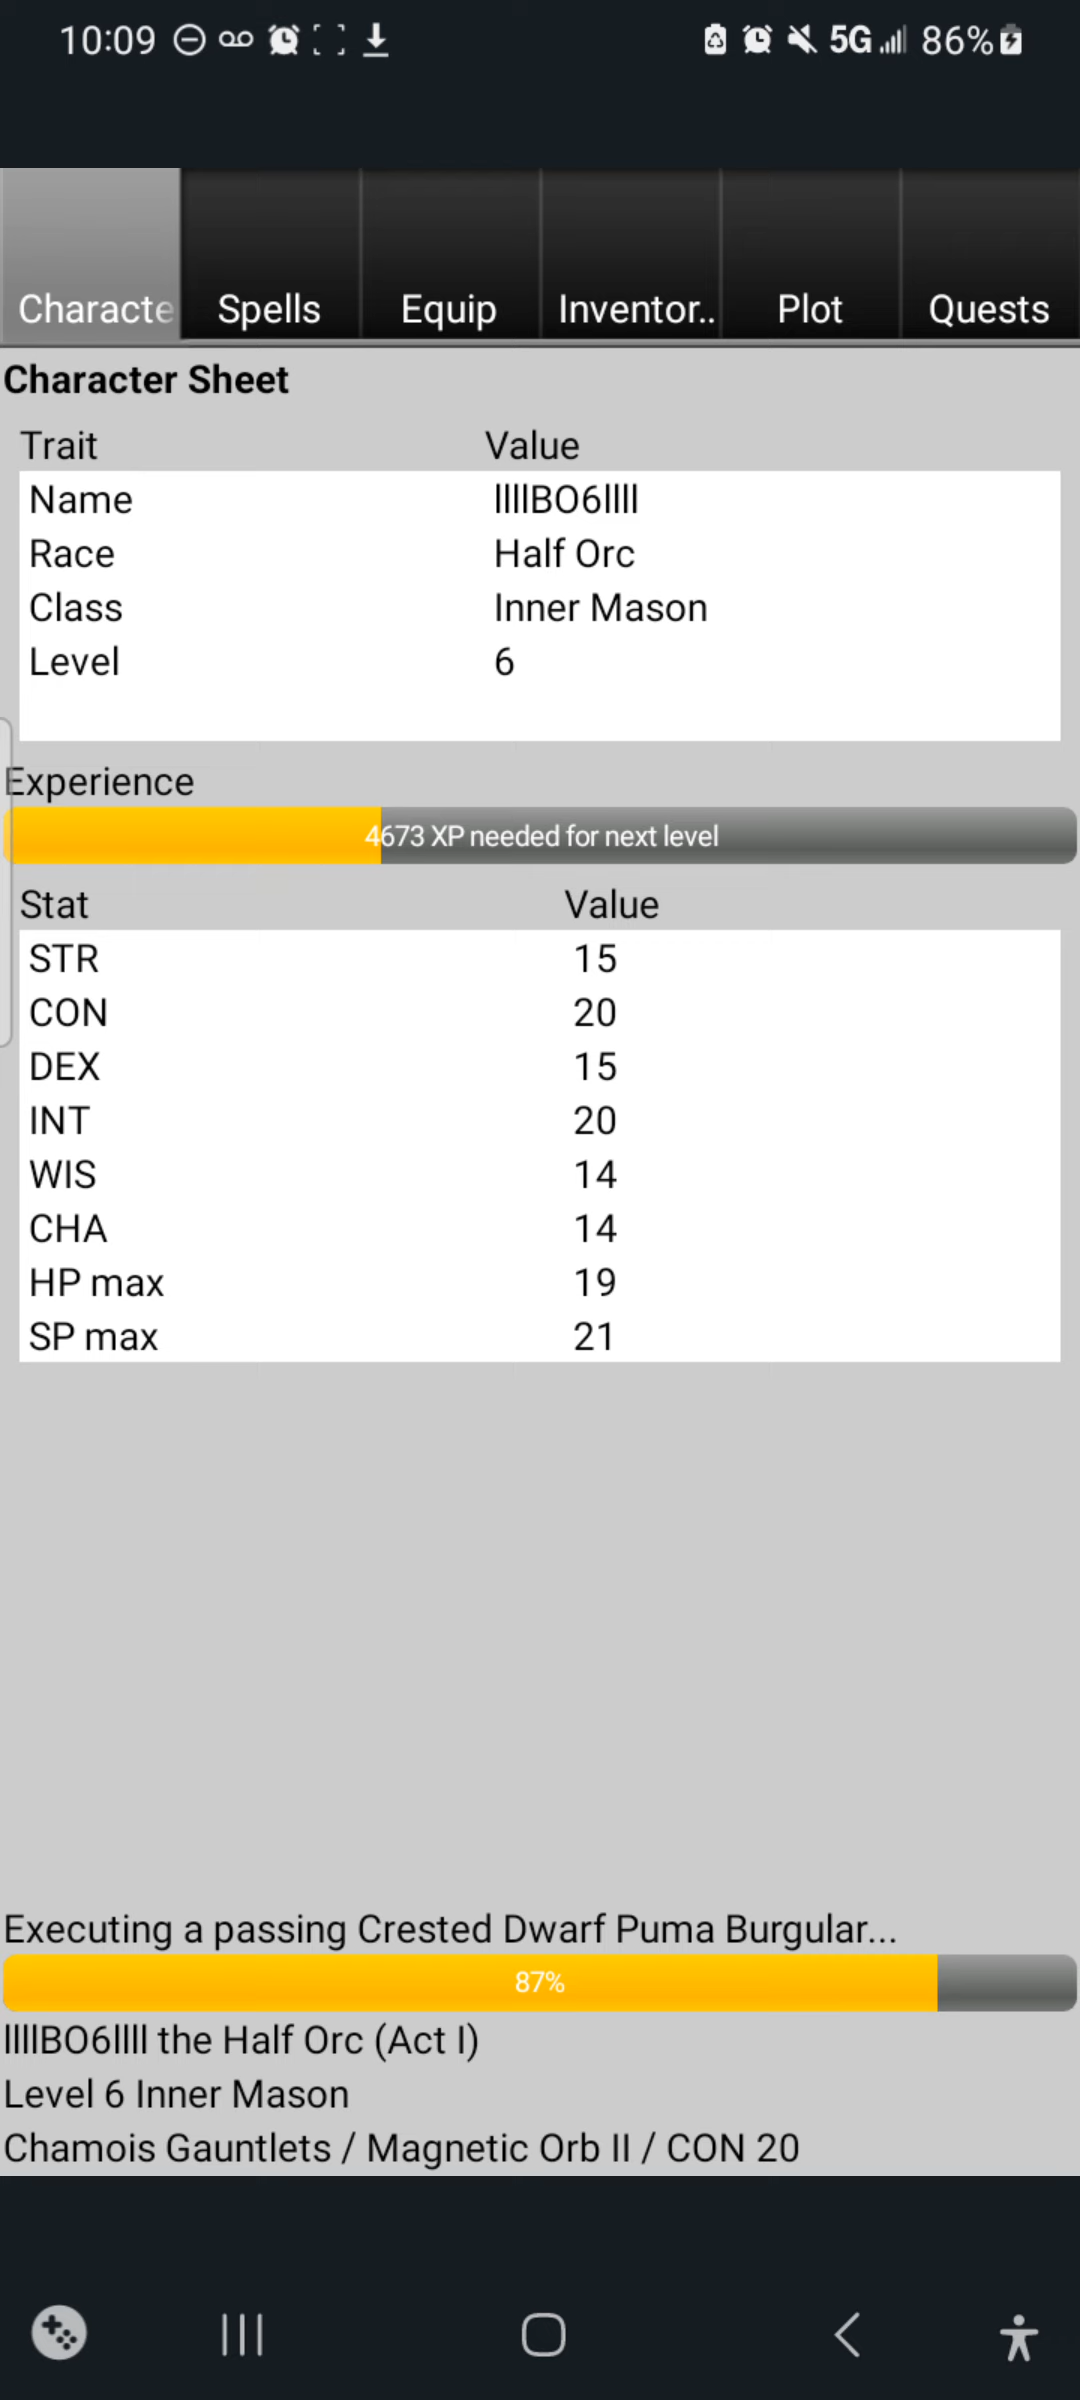 10:09 5G 86%
Characte Spells Equip Inventor.. Plot Quests
Character Sheet
Trait Value
Name llllBO6llll
Race Half Orc
Class Inner Mason
Level 6
Experience
4673 XP needed for next level
Stat Value
STR 15
CON 20
DEX 15
INT 20
WIS 14
CHA 14
HP max 19
SP max 21
Executing a passing Crested Dwarf Puma Burgular...
87%
llllBO6llll the Half Orc (Act I)
Level 6 Inner Mason
Chamois Gauntlets / Magnetic Orb II / CON 20